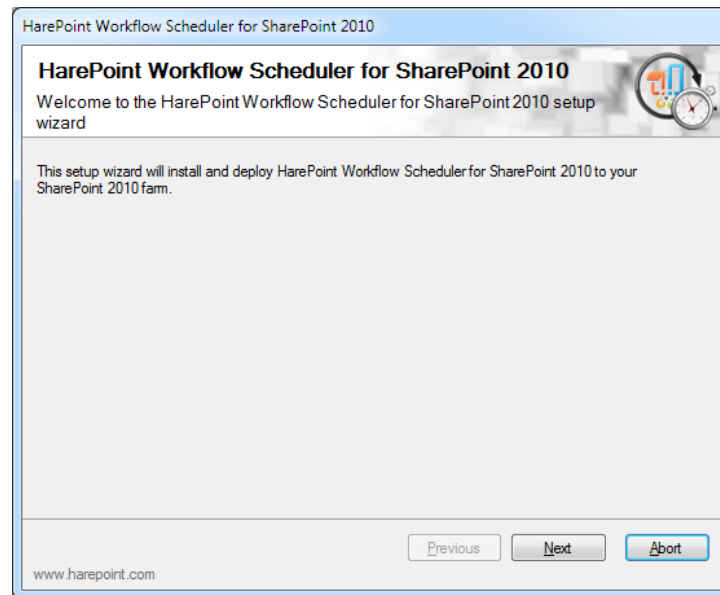 HarePoint Workflow Scheduler for SharePoint 2010
HarePoint Workflow Scheduler for SharePoint 2010
Welcome to the HarePoint Workflow Scheduler for SharePoint 2010 setup
wizard
This setup wizard will install and deploy HarePoint Workflow Scheduler for SharePoint 2010 to your
SharePoint 2010 farm.
Previous Next Abort
www.harepoint.com